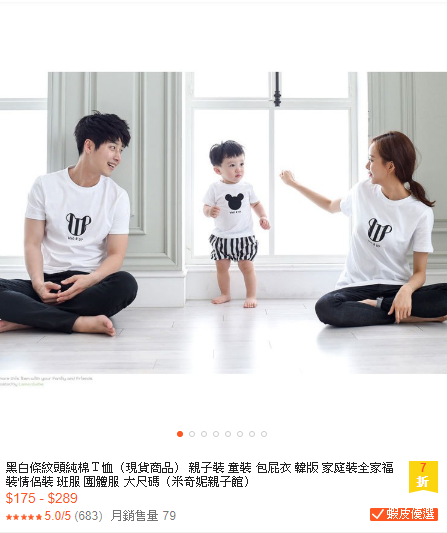 黑白條紋頭純棉T恤（現貨商品） 親子裝 童裝 包屁衣 韓版 家庭裝全家福
裝情侶裝 班服 團體服 大尺碼（米奇妮親子館）
7
折
$175 - $289
5.0/5 (683) 月銷售量 79
蝦皮優選